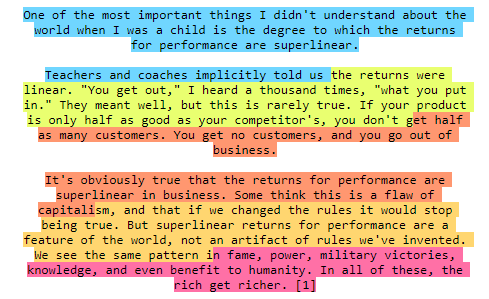 One of the most important things I didn't understand about the
world when I was a child is the degree to which the returns
for performance are superlinear.
Teachers and coaches implicitly told us the returns were
linear. "You get out," I heard a thousand times, "what you put
in." They meant well, but this is rarely true. If your product
is only half as good as your competitor's, you don't get half
as many customers. You get no customers, and you go out of
business.
It's obviously true that the returns for performance are
superlinear in business. Some think this is a flaw of
capitalism, and that if we changed the rules it would stop
being true. But superlinear returns for performance are a
feature of the world, not an artifact of rules we've invented.
We see the same pattern in fame, power, military victories,
knowledge, and even benefit to humanity. In all of these, the
rich get richer. [1]